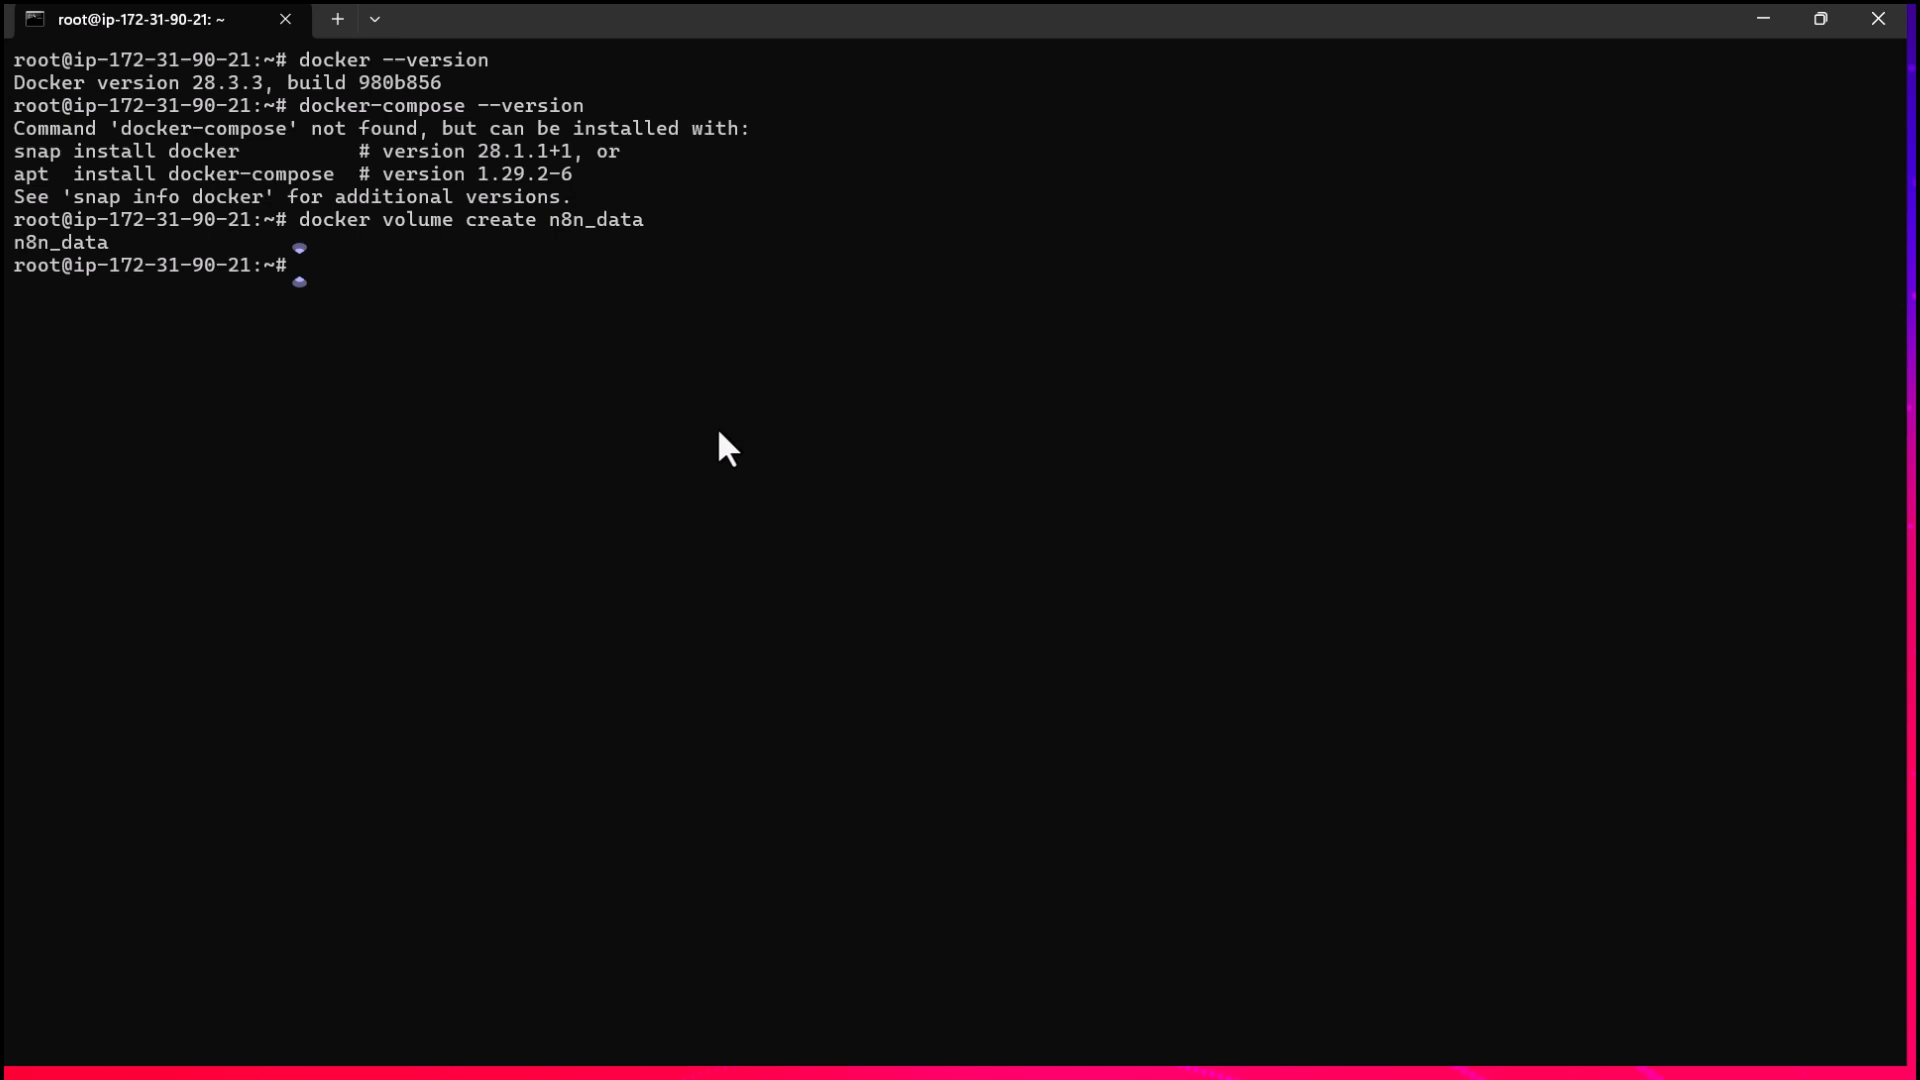 root@ip-172-31-90-21: ~
root@ip-172-31-90-21:~# docker --version
Docker version 28.3.3, build 980b856
root@ip-172-31-90-21:~# docker-compose --version
Command 'docker-compose' not found, but can be installed with:
snap install docker          # version 28.1.1+1, or
apt  install docker-compose  # version 1.29.2-6
See 'snap info docker' for additional versions.
root@ip-172-31-90-21:~# docker volume create n8n_data
n8n_data
root@ip-172-31-90-21:~#